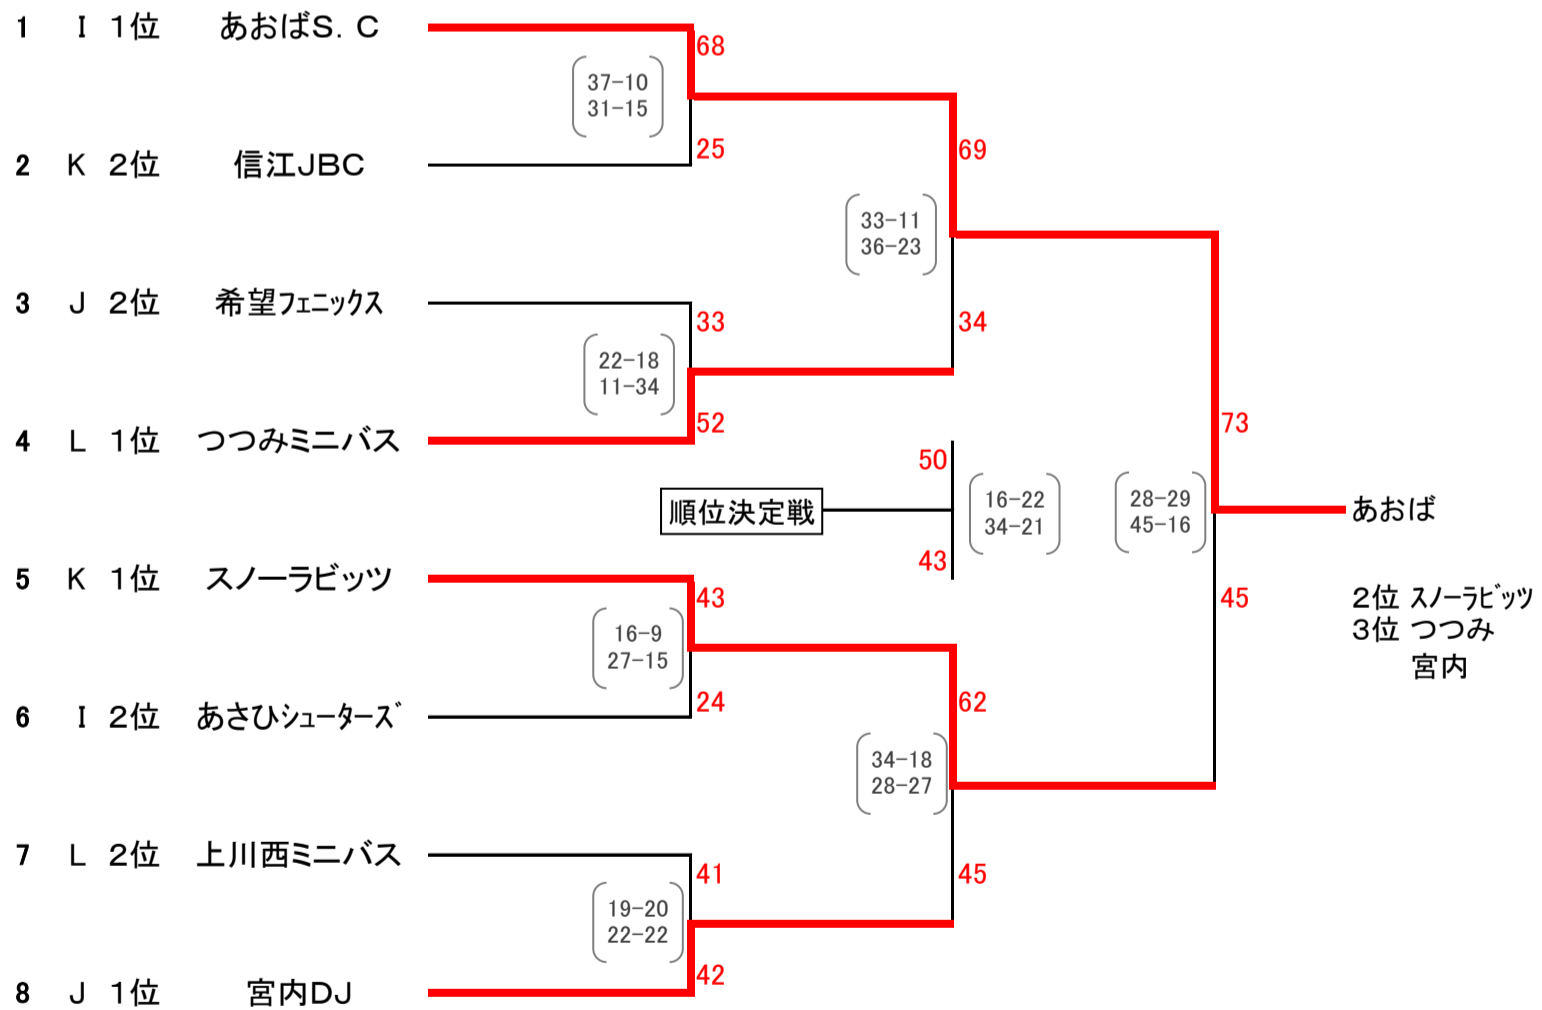 1 I 1位 あおばS.C
68
37-10
31-15
25
2 K 2位 信江JBC
69
33-11
36-23
3 J 2位 希望フェニックス
33
34
22-18
11-34
52
4 L 1位 つつみミニバス
73
50
順位決定戦
16-22
34-21
28-29
45-16
あおば
43
5 K 1位 スノーラビッツ
43
45
2位 スノーラビッツ
3位 つつみ
宮内
16-9
27-15
24
62
6 I 2位 あさひシューターズ
34-18
28-27
7 L 2位 上川西ミニバス
41
45
19-20
22-22
42
8 J 1位 宮内DJ